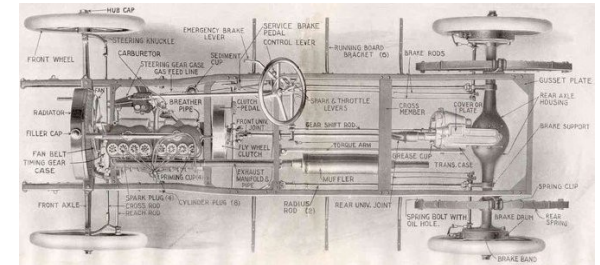 HUB CAP
STEERING KNUCKLE
EMERGENCY BRAKE
LEVER
SERVICE BRAKE
PEDAL
CONTROL LEVER
SEDIMENT
CUP
RUNNING BOARD
BRACKET (6)
BRAKE RODS
FRONT WHEEL
CARBURETOR
STEERING GEAR CASE
GAS FEED LINE
GUSSET PLATE
FAN
BREATHER
PIPE
CLUTCH
PEDAL
SPARK & THROTTLE
LEVERS
CROSS
MEMBER
COVER OR
PLATE
REAR AXLE
HOUSING
RADIATOR
FRONT UNIV.
JOINT
GEAR SHIFT ROD
BRAKE SUPPORT
FILLER CAP
FLY WHEEL
CLUTCH
TORQUE ARM
GREASE CUP
TRANS. CASE
FAN BELT
TIMING GEAR
CASE
PRIMING CUP (4)
EXHAUST
MANIFOLD &
PIPE
MUFFLER
SPRING CLIP
FRONT AXLE
SPARK PLUG (4)
CROSS ROD
REACH ROD
CYLINDER PLUG (8)
RADIUS
ROD (2)
REAR UNIV. JOINT
SPRING BOLT WITH
OIL HOLE
BRAKE DRUM
REAR
SPRING
BRAKE BAND